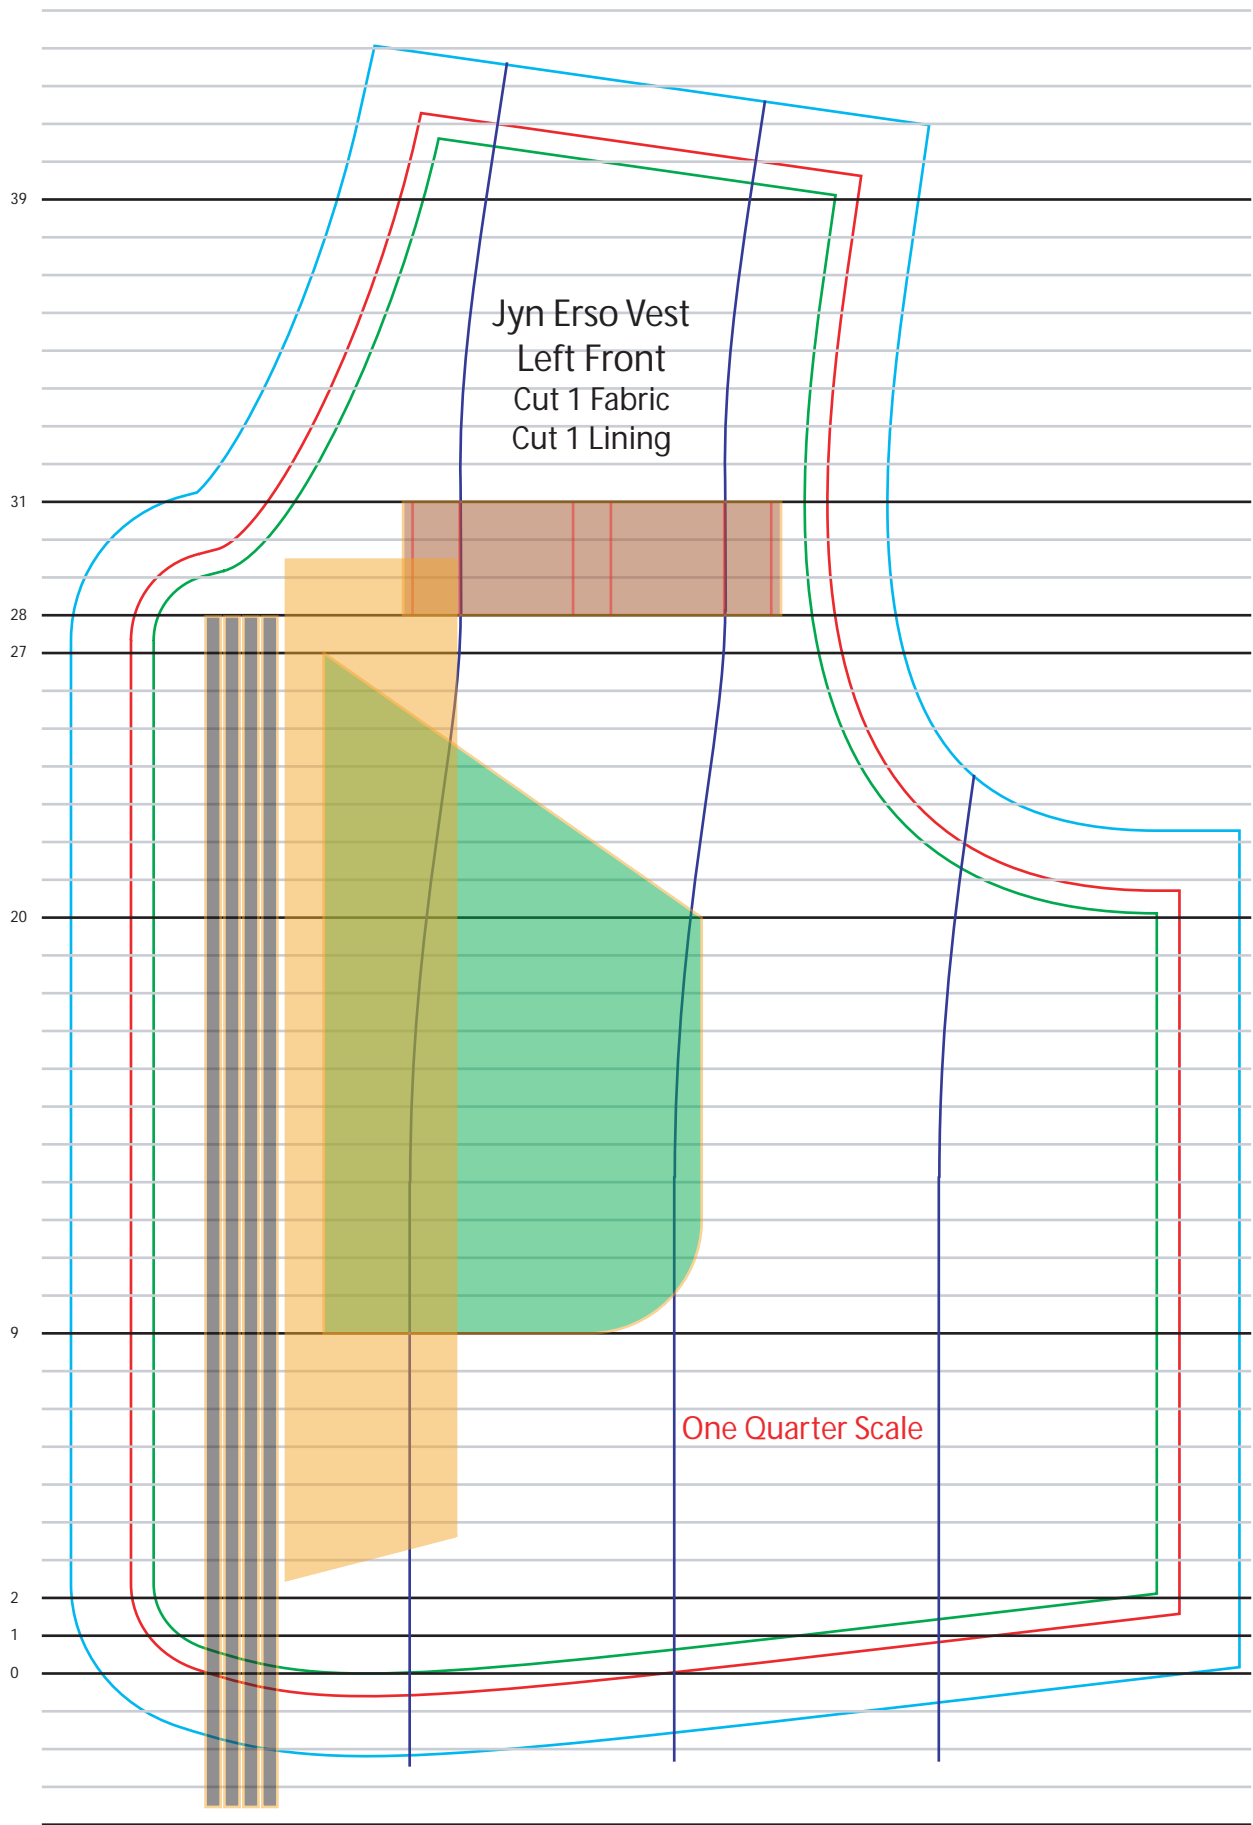 39
Jyn Erso Vest
Left Front
Cut 1 Fabric
Cut 1 Lining
31
28
27
20
9
One Quarter Scale
2
1
0